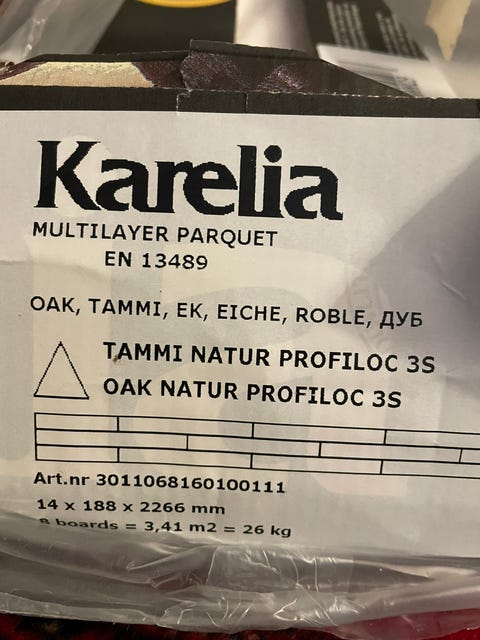 Karelia
MULTILAYER PARQUET
EN 13489
OAK, TAMMI, EK, EICHE, ROBLE, ДУБ
TAMMI NATUR PROFILOC 3S
OAK NATUR PROFILOC 3S
Art.nr 3011068160100111
14 x 188 x 2266 mm
8 boards = 3,41 m2 = 26 kg